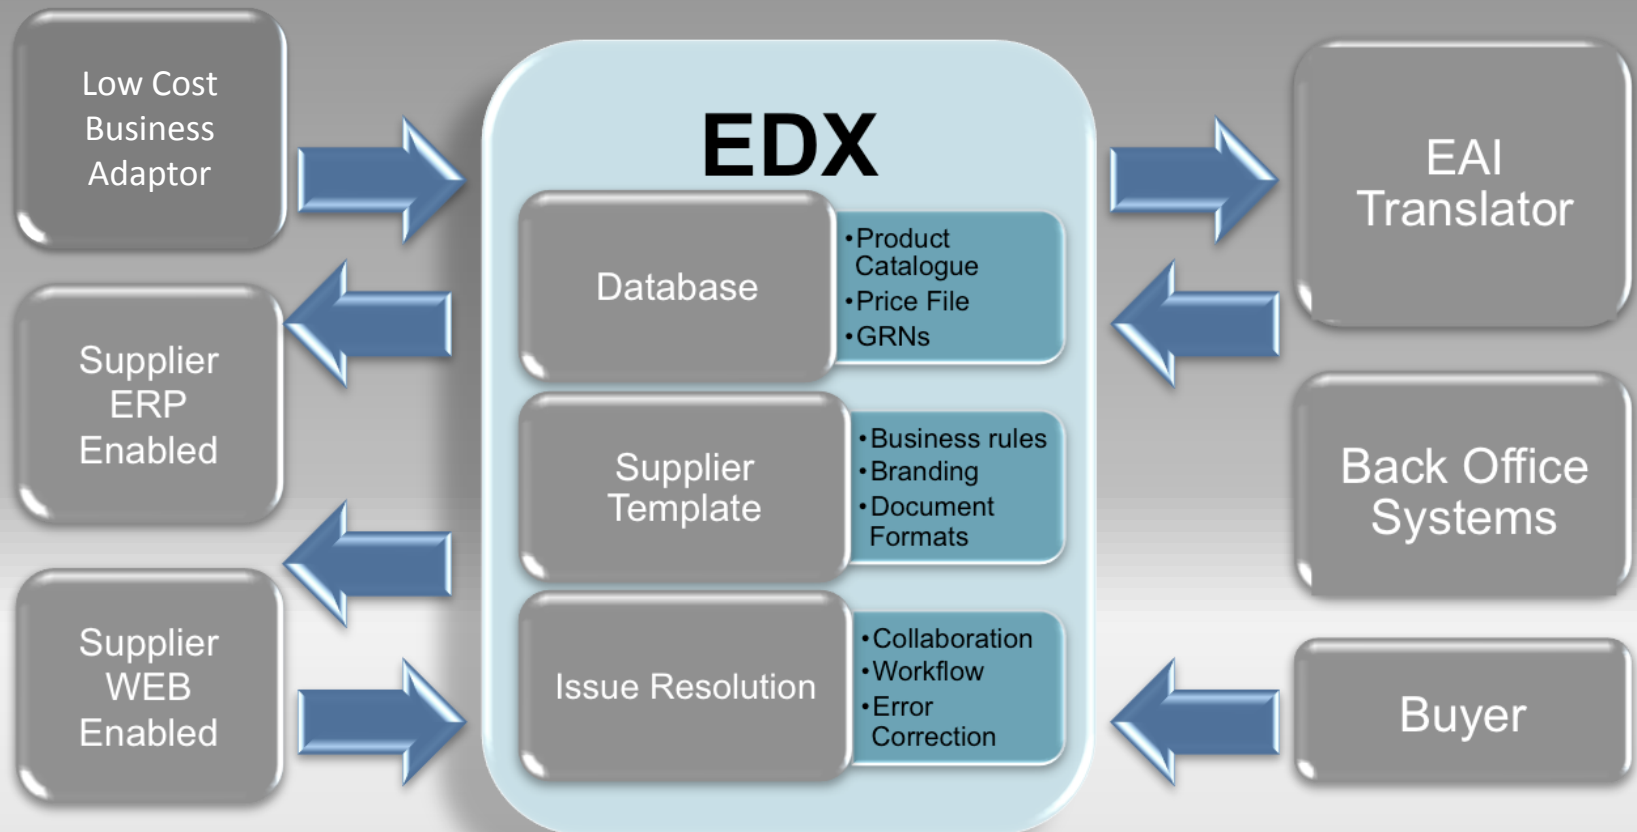 Low Cost
Business
Adaptor
Supplier
ERP
Enabled
Supplier
WEB
Enabled
EDX
Database
•Product
Catalogue
•Price File
•GRNs
Supplier
Template
•Business rules
•Branding
•Document
Formats
Issue Resolution
•Collaboration
•Workflow
•Error
Correction
EAI
Translator
Back Office
Systems
Buyer